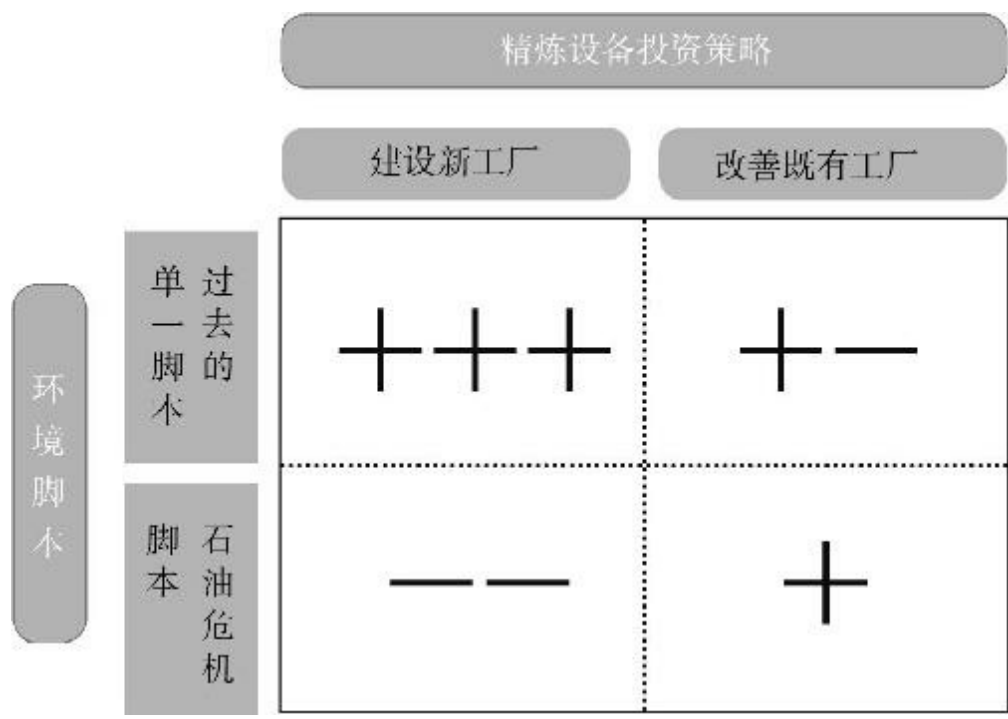 精炼设备投资策略
建设新工厂
改善既有工厂
环境脚本
过去的
单一脚本
+++
+−
石油危机
脚本
−−
+